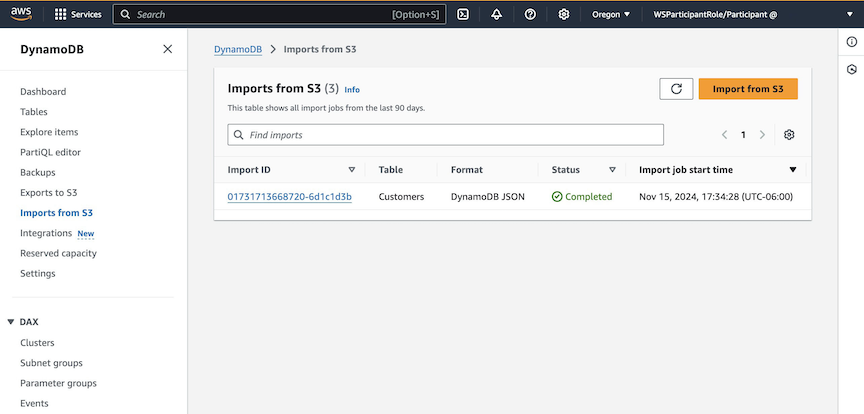 aws
Services
Search
[Option+S]
Oregon
WSParticipantRole/Participant @
DynamoDB
Dashboard
Tables
Explore items
PartiQL editor
Backups
Exports to S3
Imports from S3
Integrations New
Reserved capacity
Settings
DAX
Clusters
Subnet groups
Parameter groups
Events
DynamoDB > Imports from S3
Imports from S3 (3) Info
This table shows all import jobs from the last 90 days.
Import from S3
Find imports
1
Import ID Table Format Status Import job start time
01731713668720-6d1c1d3b Customers DynamoDB JSON Completed Nov 15, 2024, 17:34:28 (UTC-06:00)